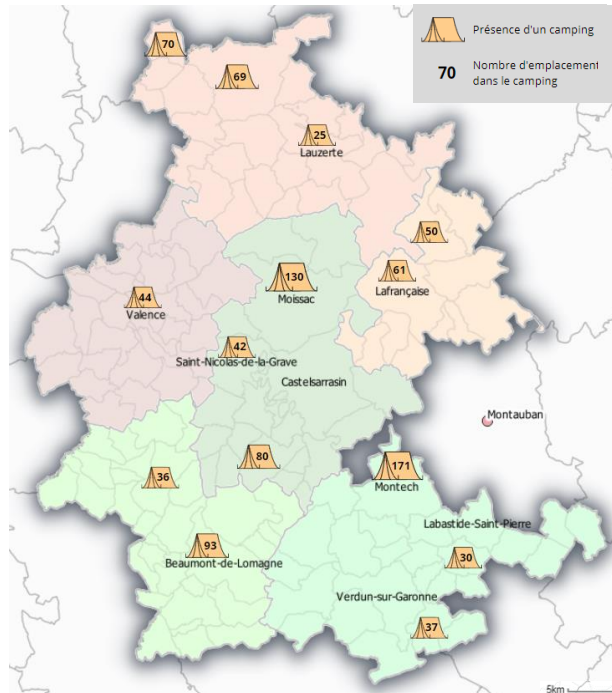 Présence d'un camping
70
Nombre d'emplacement
dans le camping
70
69
25
Lauzerte
50
61
Lafrançaise
130
Moissac
44
Valence
42
Saint-Nicolas-de-la-Grave
Castelsarrasin
Montauban
80
171
Montech
36
Labastide-Saint-Pierre
93
Beaumont-de-Lomagne
30
Verdun-sur-Garonne
37
5km